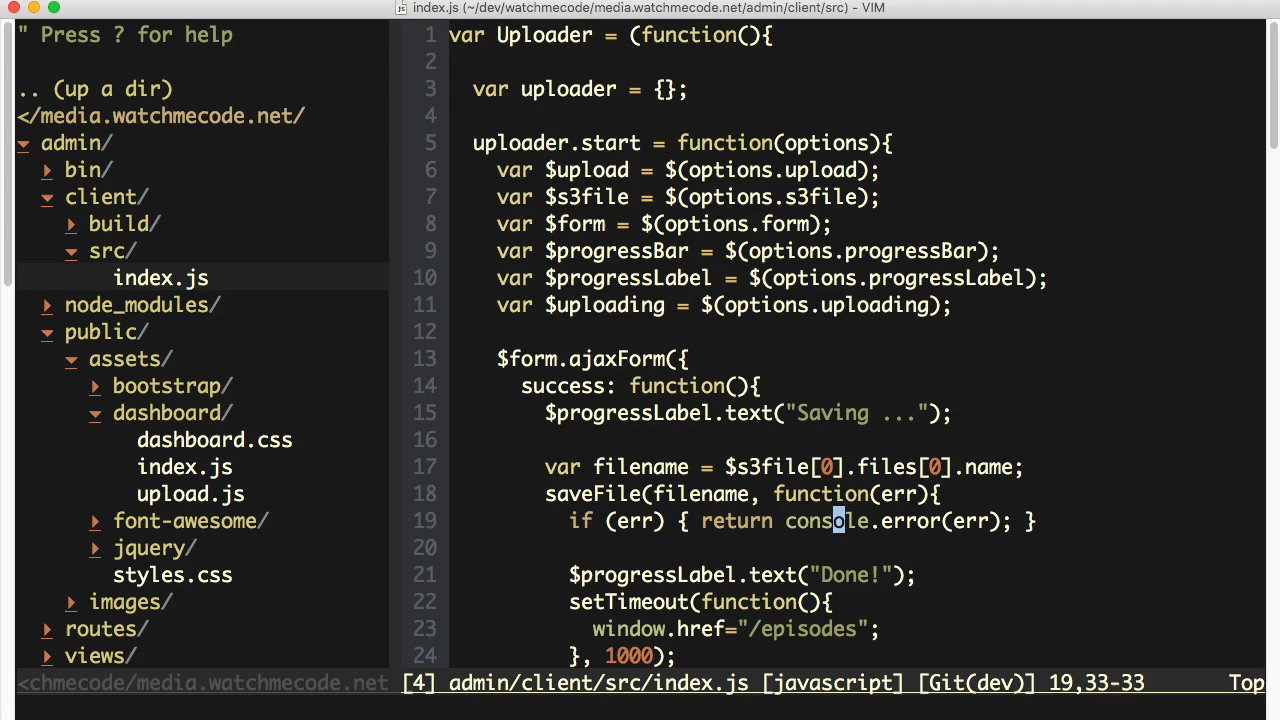 index.js (~/dev/watchmecode/media.watchmecode.net/admin/client/src) - VIM
" Press ? for help
.. (up a dir)
</media.watchmecode.net/
admin/
bin/
client/
build/
src/
index.js
node_modules/
public/
assets/
bootstrap/
dashboard/
dashboard.css
index.js
upload.js
font-awesome/
jquery/
styles.css
images/
routes/
views/
<chmecode/media.watchmecode.net
1 var Uploader = (function(){
2
3 var uploader = {};
4
5 uploader.start = function(options){
6 var $upload = $(options.upload);
7 var $s3file = $(options.s3file);
8 var $form = $(options.form);
9 var $progressBar = $(options.progressBar);
10 var $progressLabel = $(options.progressLabel);
11 var $uploading = $(options.uploading);
12
13 $form.ajaxForm({
14 success: function(){
15 $progressLabel.text("Saving ...");
16
17 var filename = $s3file[0].files[0].name;
18 saveFile(filename, function(err){
19 if (err) { return console.error(err); }
20
21 $progressLabel.text("Done!");
22 setTimeout(function(){
23 window.href="/episodes";
24 }, 1000);
[4] admin/client/src/index.js [javascript] [Git(dev)] 19,33-33 Top